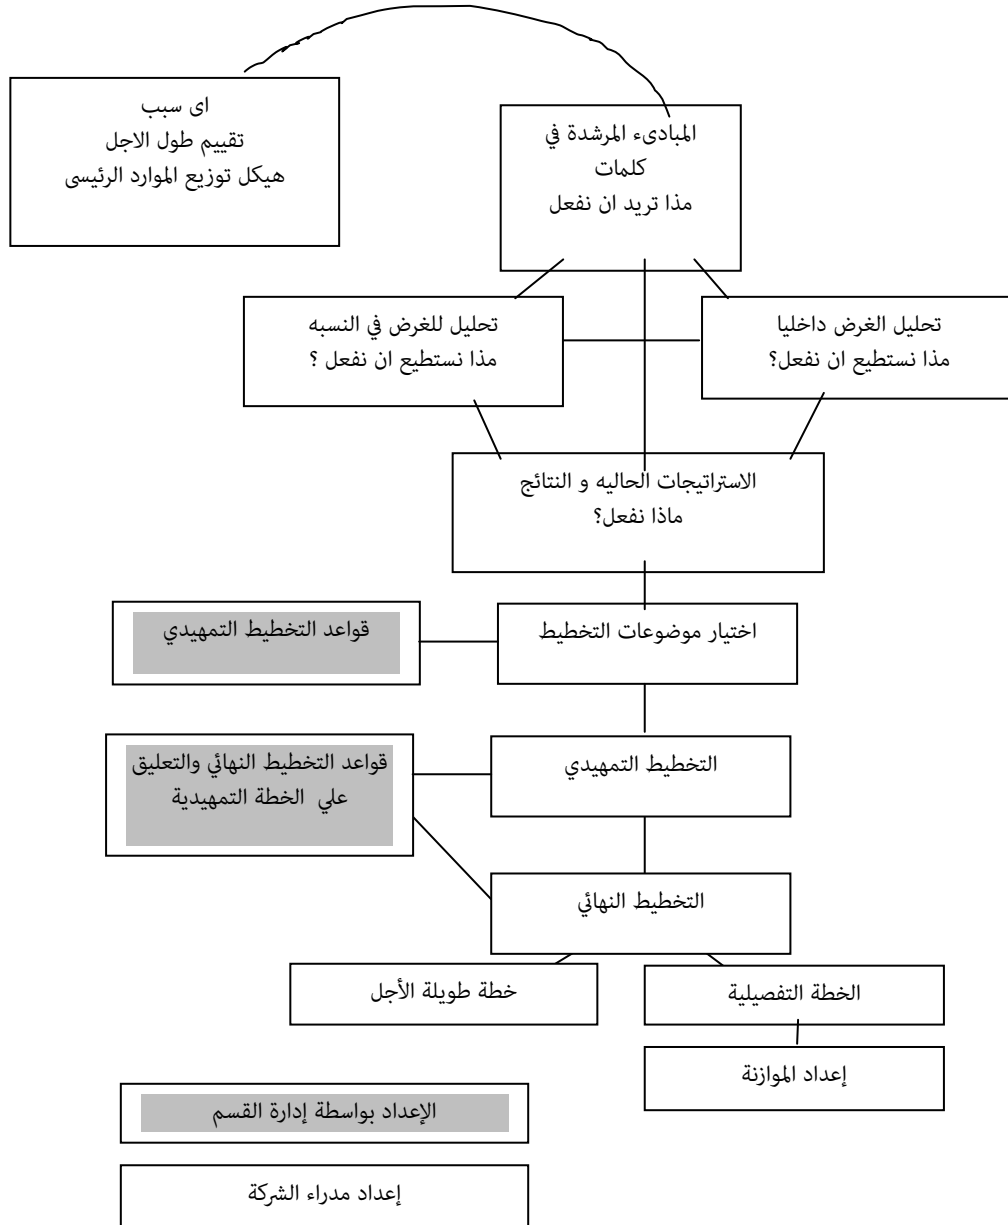 اى سبب
تقييم طول الاجل
هيكل توزيع الموارد الرئيسى
المبادىء المرشدة في
كلمات
مذا تريد ان نفعل
تحليل الغرض داخليا
مذا نستطيع ان نفعل؟
تحليل للغرض في النسبه
مذا نستطيع ان نفعل ؟
الاستراتيجات الحاليه و النتائج
ماذا نفعل؟
اختيار موضوعات التخطيط
قواعد التخطيط التمهيدي
التخطيط التمهيدي
قواعد التخطيط النهائي والتعليق
علي الخطة التمهيدية
التخطيط النهائي
الخطة التفصيلية
خطة طويلة الأجل
إعداد الموازنة
الإعداد بواسطة إدارة القسم
إعداد مدراء الشركة